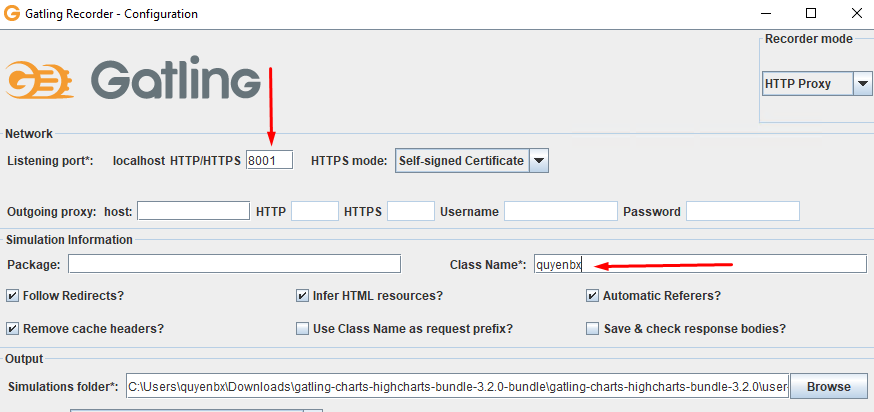 Gatling Recorder - Configuration
Recorder mode
Gatling
HTTP Proxy
Network
Listening port*: localhost HTTP/HTTPS 8001 HTTPS mode: Self-signed Certificate
Outgoing proxy: host: HTTP HTTPS Username Password
Simulation Information
Package: Class Name*: quyenbx
Follow Redirects? Infer HTML resources? Automatic Referers?
Remove cache headers? Use Class Name as request prefix? Save & check response bodies?
Output
Simulations folder*: C:\Users\quyenbx\Downloads\gatling-charts-highcharts-bundle-3.2.0-bundle\gatling-charts-highcharts-bundle-3.2.0\user- Browse